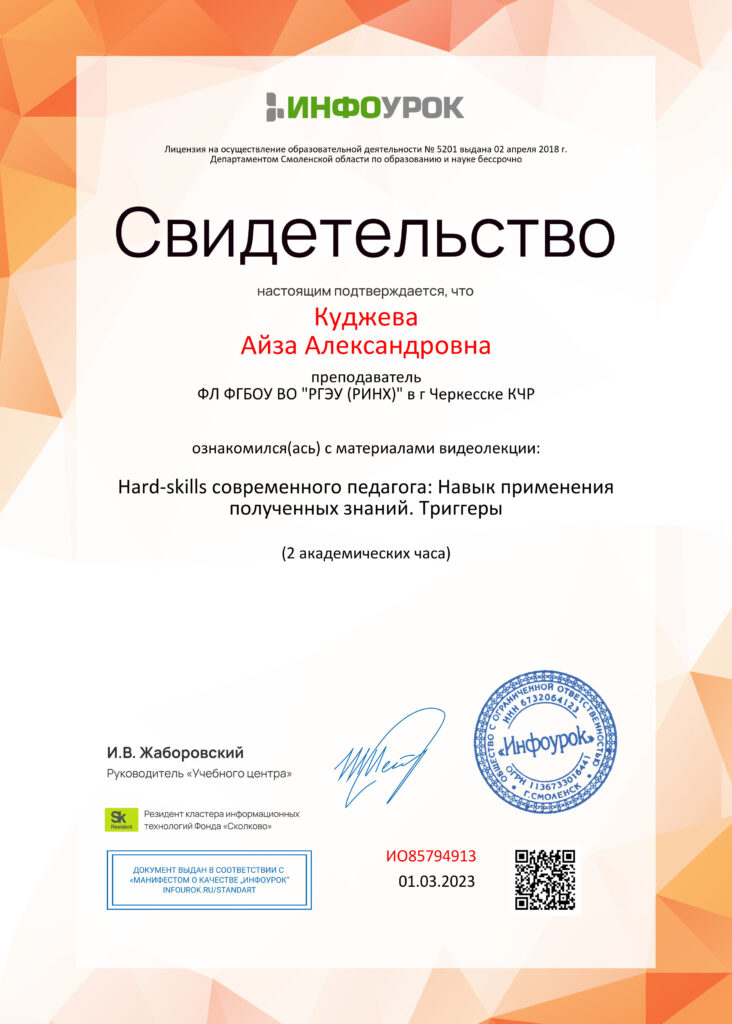 ИНФОУРОК
Лицензия на осуществление образовательной деятельности № 5201 выдана 02 апреля 2018 г.
Департаментом Смоленской области по образованию и науке бессрочно
Свидетельство
настоящим подтверждается, что
Куджева
Айза Александровна
преподаватель
ФЛ ФГБОУ ВО "РГЭУ (РИНХ)" в г Черкесске КЧР
ознакомился(ась) с материалами видеолекции:
Hard-skills современного педагога: Навык применения
полученных знаний. Триггеры
(2 академических часа)
ОБЩЕСТВО С ОГРАНИЧЕННОЙ ОТВЕТСТВЕННОСТЬЮ
ИНН 6732064123
«Инфоурок»
ОГРН 1136733016441
Г.СМОЛЕНСК
И.В. Жаборовский
Руководитель «Учебного центра»
Sk
Resident
Резидент кластера информационных
технологий Фонда «Сколково»
ДОКУМЕНТ ВЫДАН В СООТВЕТСТВИИ С
«МАНИФЕСТОМ О КАЧЕСТВЕ „ИНФОУРОК"
INFOUROK.RU/STANDART
ИО85794913
01.03.2023